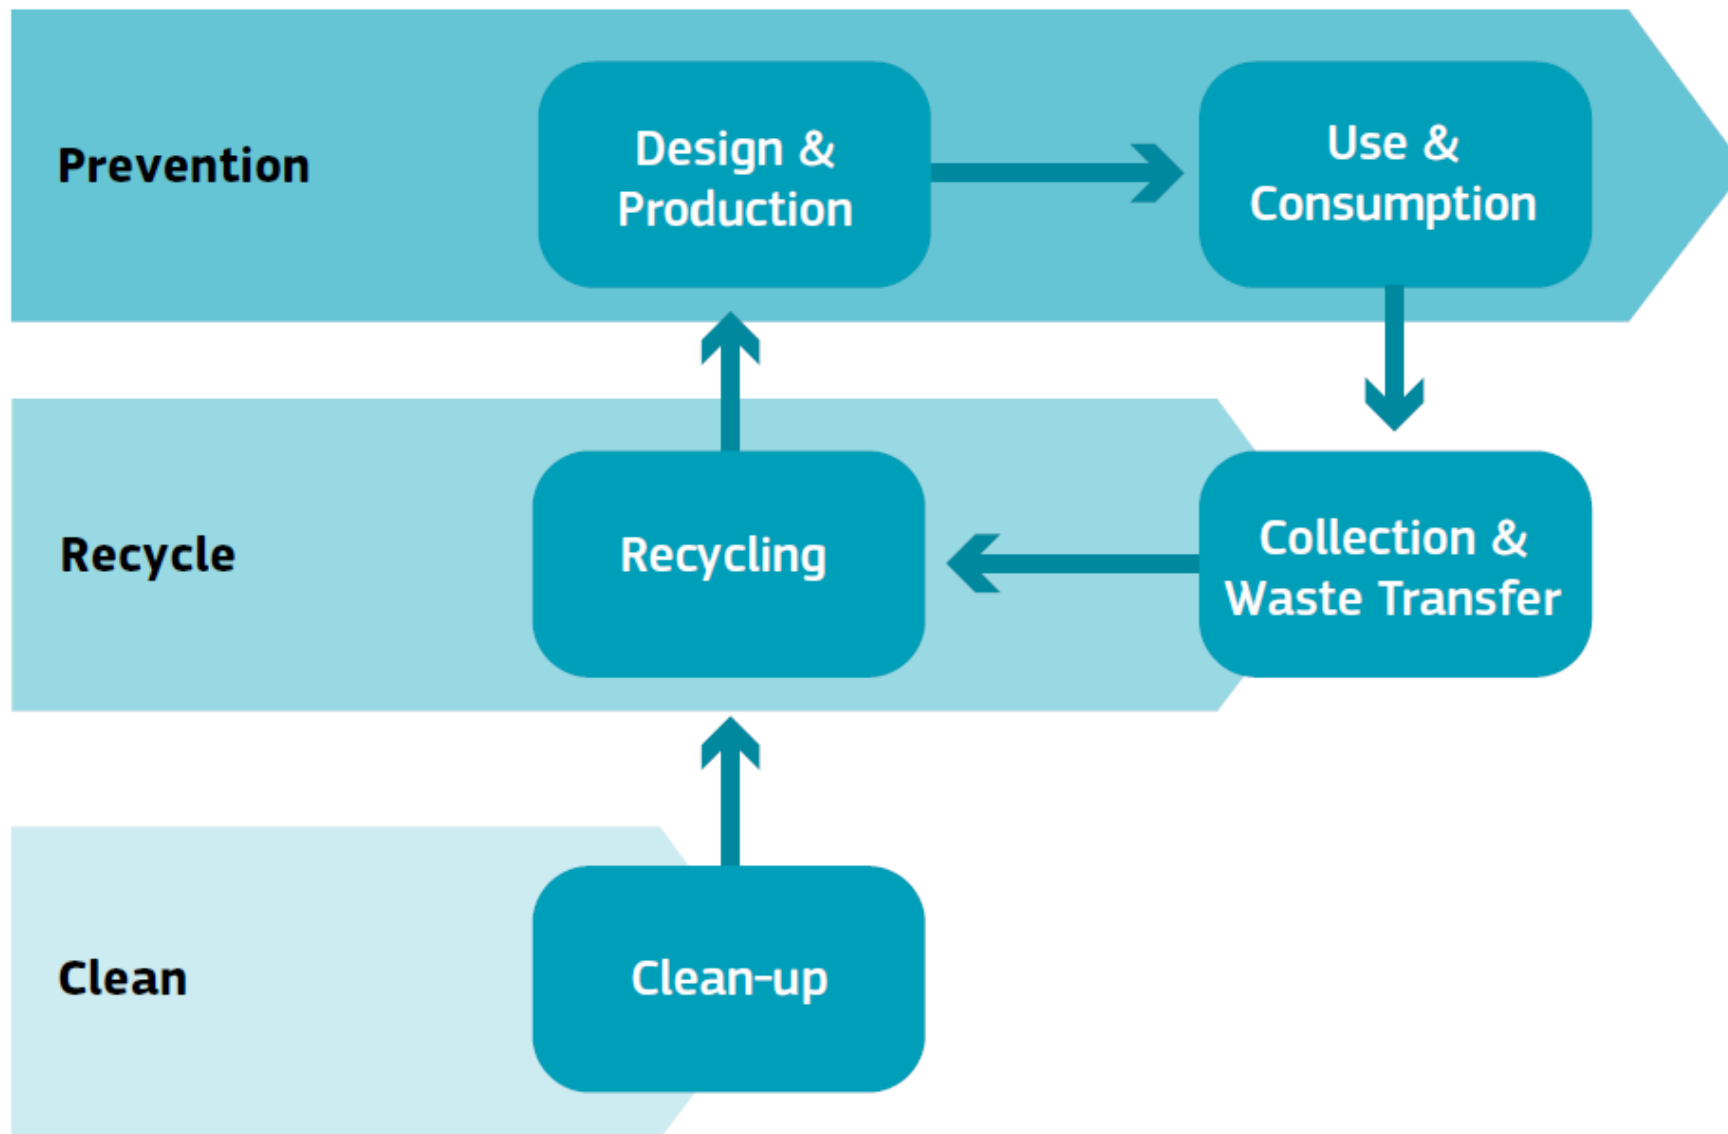 Prevention
Design &
Production
Use &
Consumption
Recycle
Recycling
Collection &
Waste Transfer
Clean
Clean-up